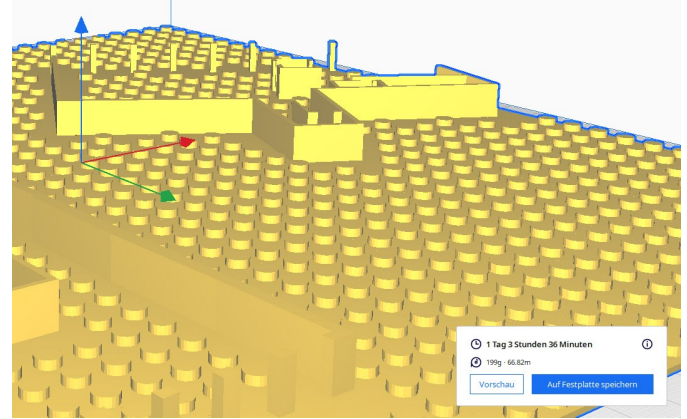 1 Tag 3 Stunden 36 Minuten
199g · 66.82m
Vorschau
Auf Festplatte speichern